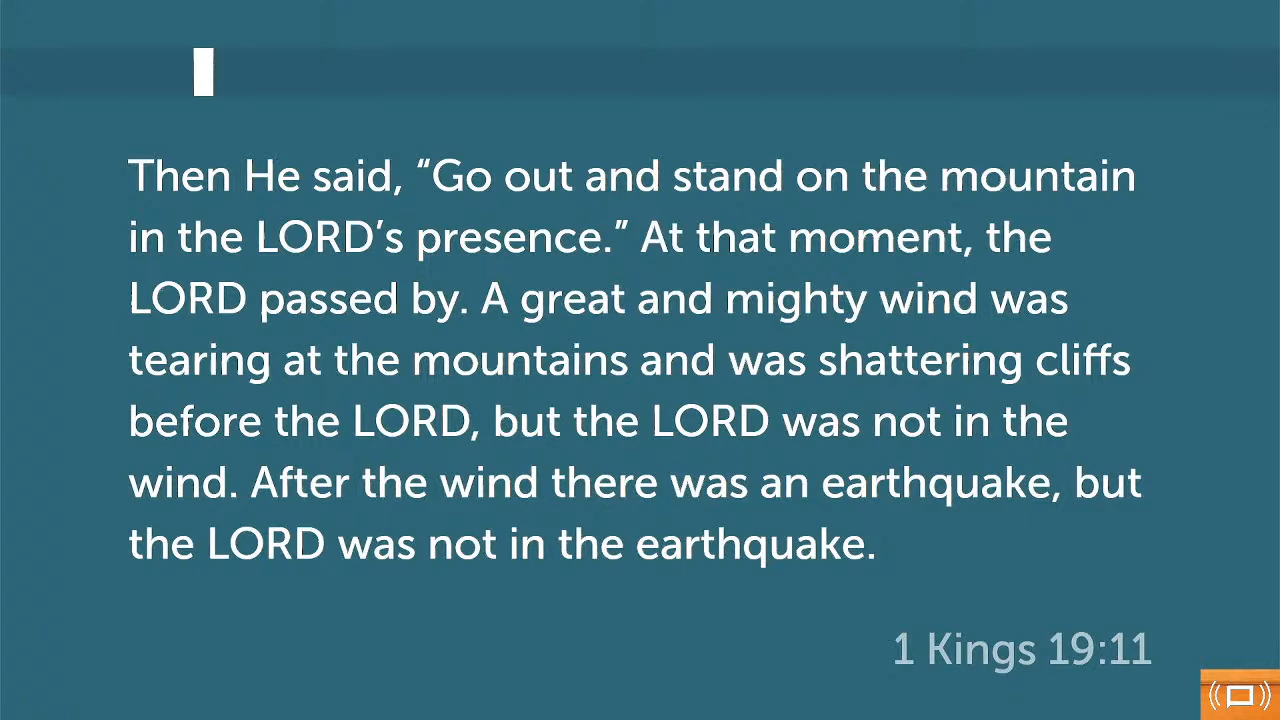 Then He said, “Go out and stand on the mountain
in the LORD’s presence.” At that moment, the
LORD passed by. A great and mighty wind was
tearing at the mountains and was shattering cliffs
before the LORD, but the LORD was not in the
wind. After the wind there was an earthquake, but
the LORD was not in the earthquake.
1 Kings 19:11